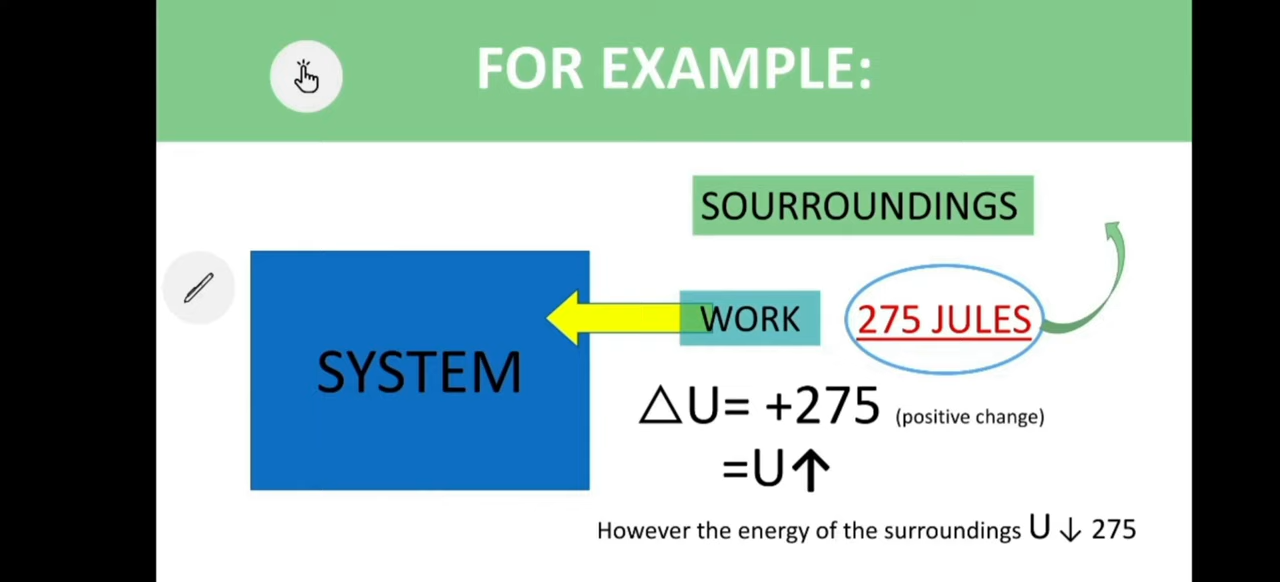 FOR EXAMPLE:
SOURROUNDINGS
WORK 275 JULES
SYSTEM
△U= +275 (positive change)
=U↑
However the energy of the surroundings U ↓ 275